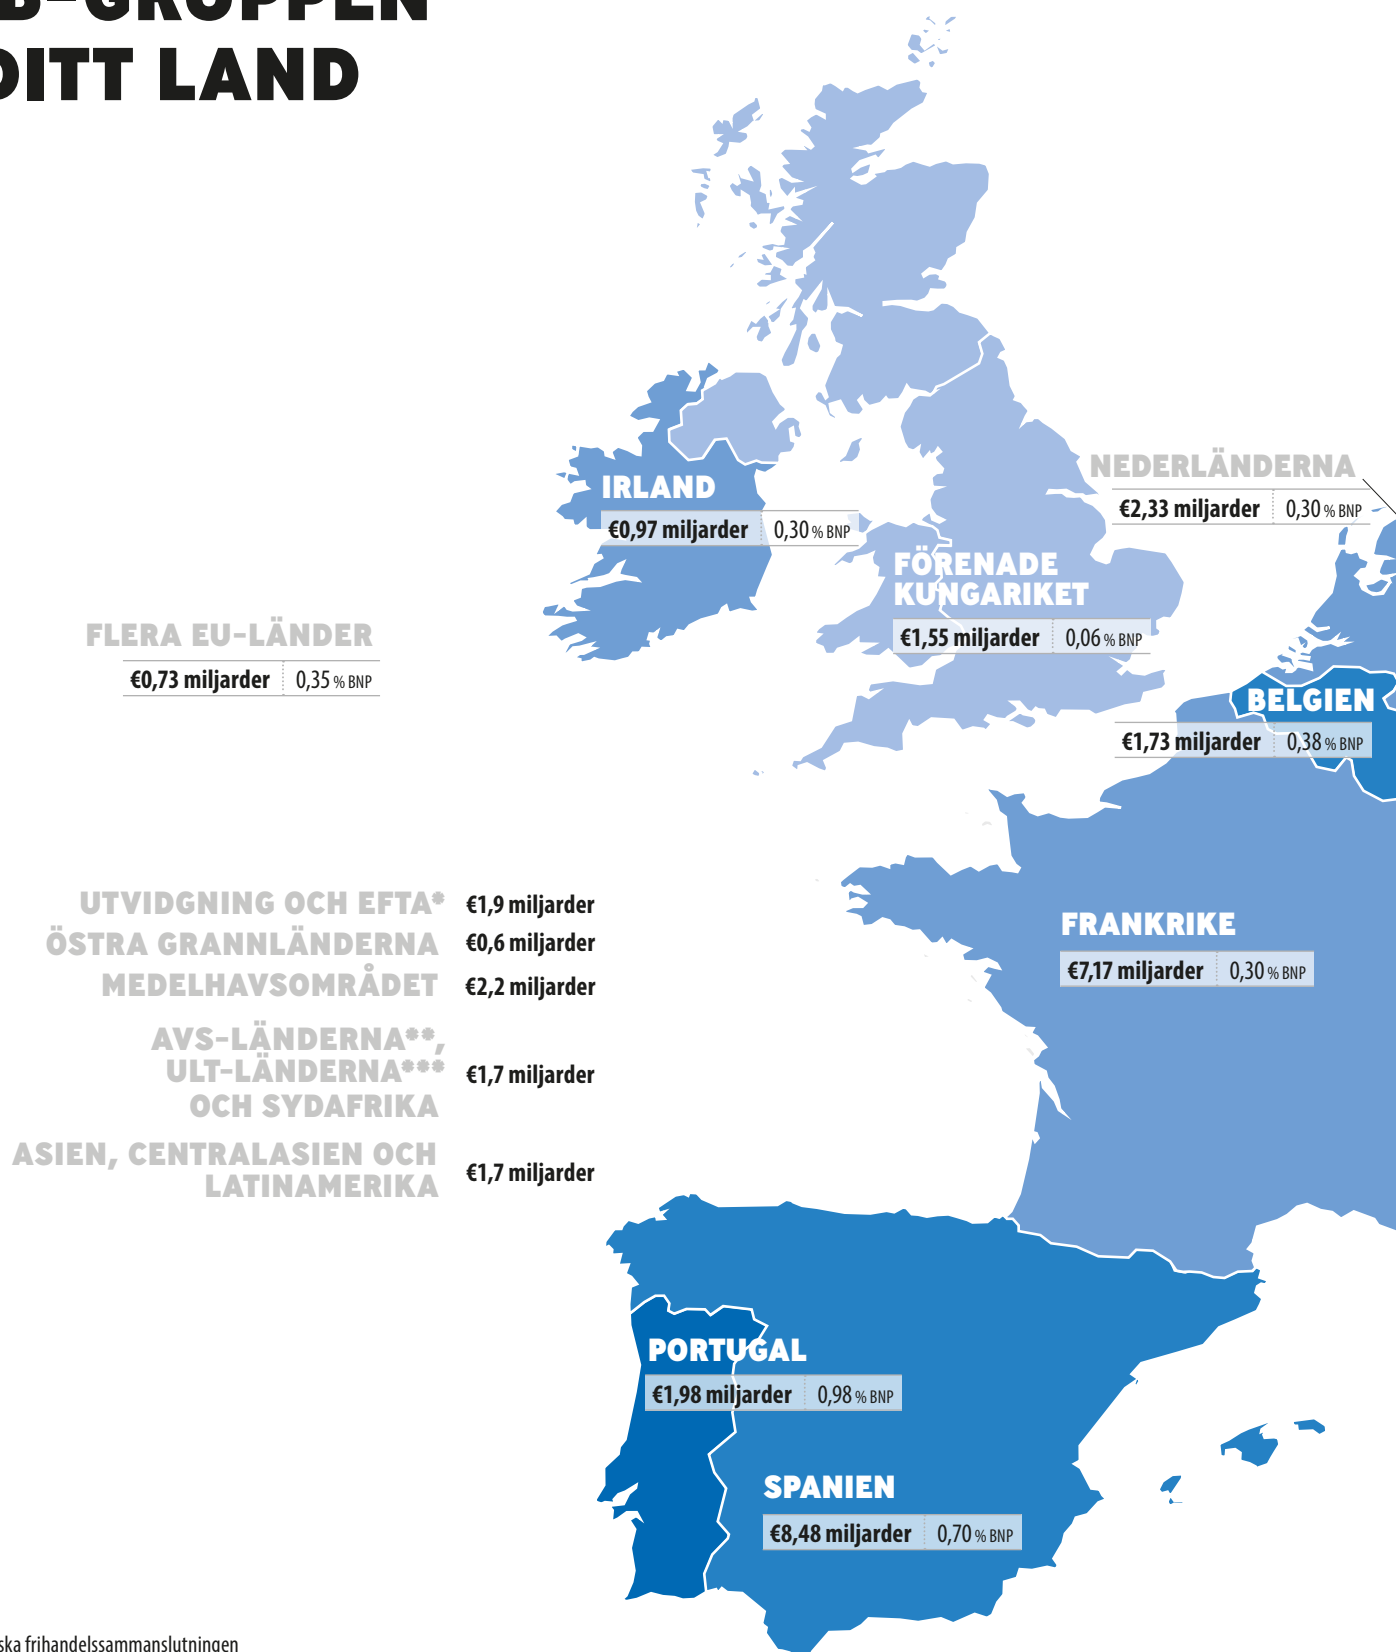 B-GRUPPEN
DITT LAND
IRLAND
€0,97 miljarder 0,30 % BNP
NEDERLÄNDERNA
€2,33 miljarder 0,30 % BNP
FÖRENADE
KUNGARIKET
€1,55 miljarder 0,06 % BNP
FLERA EU-LÄNDER
€0,73 miljarder 0,35 % BNP
BELGIEN
€1,73 miljarder 0,38 % BNP
UTVIDGNING OCH EFTA* €1,9 miljarder
ÖSTRA GRANNLÄNDERNA €0,6 miljarder
MEDELHAVSOMRÅDET €2,2 miljarder
AVS-LÄNDERNA**,
ULT-LÄNDERNA*** €1,7 miljarder
OCH SYDAFRIKA
ASIEN, CENTRALASIEN OCH
LATINAMERIKA €1,7 miljarder
FRANKRIKE
€7,17 miljarder 0,30 % BNP
PORTUGAL
€1,98 miljarder 0,98 % BNP
SPANIEN
€8,48 miljarder 0,70 % BNP
ska frihandelssammanslutningen